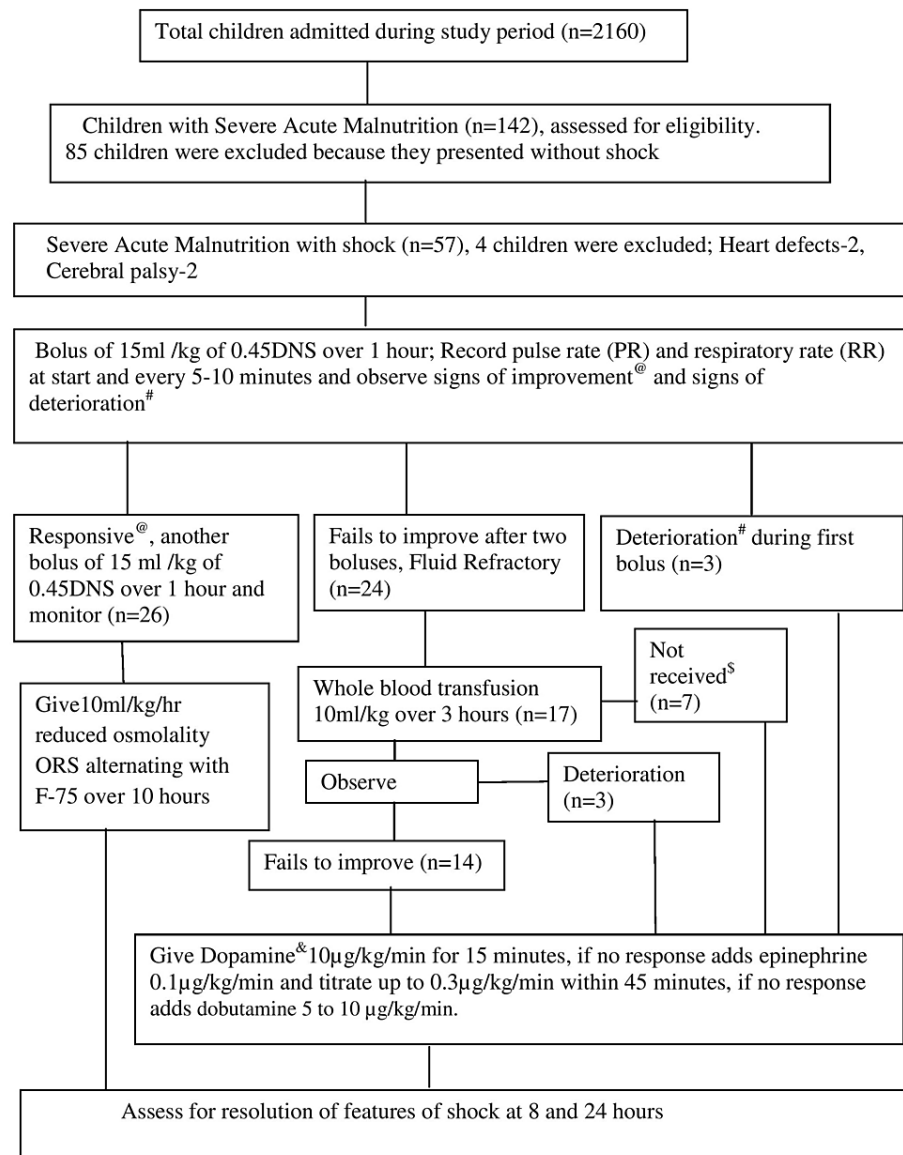 Total children admitted during study period (n=2160)
Children with Severe Acute Malnutrition (n=142), assessed for eligibility.
85 children were excluded because they presented without shock
Severe Acute Malnutrition with shock (n=57), 4 children were excluded; Heart defects-2,
Cerebral palsy-2
Bolus of 15ml /kg of 0.45DNS over 1 hour; Record pulse rate (PR) and respiratory rate (RR)
at start and every 5-10 minutes and observe signs of improvement@ and signs of
deterioration#
Responsive@, another
bolus of 15 ml /kg of
0.45DNS over 1 hour and
monitor (n=26)
Fails to improve after two
boluses, Fluid Refractory
(n=24)
Deterioration# during first
bolus (n=3)
Not
received$
(n=7)
Whole blood transfusion
10ml/kg over 3 hours (n=17)
Give10ml/kg/hr
reduced osmolality
ORS alternating with
F-75 over 10 hours
Observe
Deterioration
(n=3)
Fails to improve (n=14)
Give Dopamine&10µg/kg/min for 15 minutes, if no response adds epinephrine
0.1µg/kg/min and titrate up to 0.3µg/kg/min within 45 minutes, if no response
adds dobutamine 5 to 10 µg/kg/min.
Assess for resolution of features of shock at 8 and 24 hours